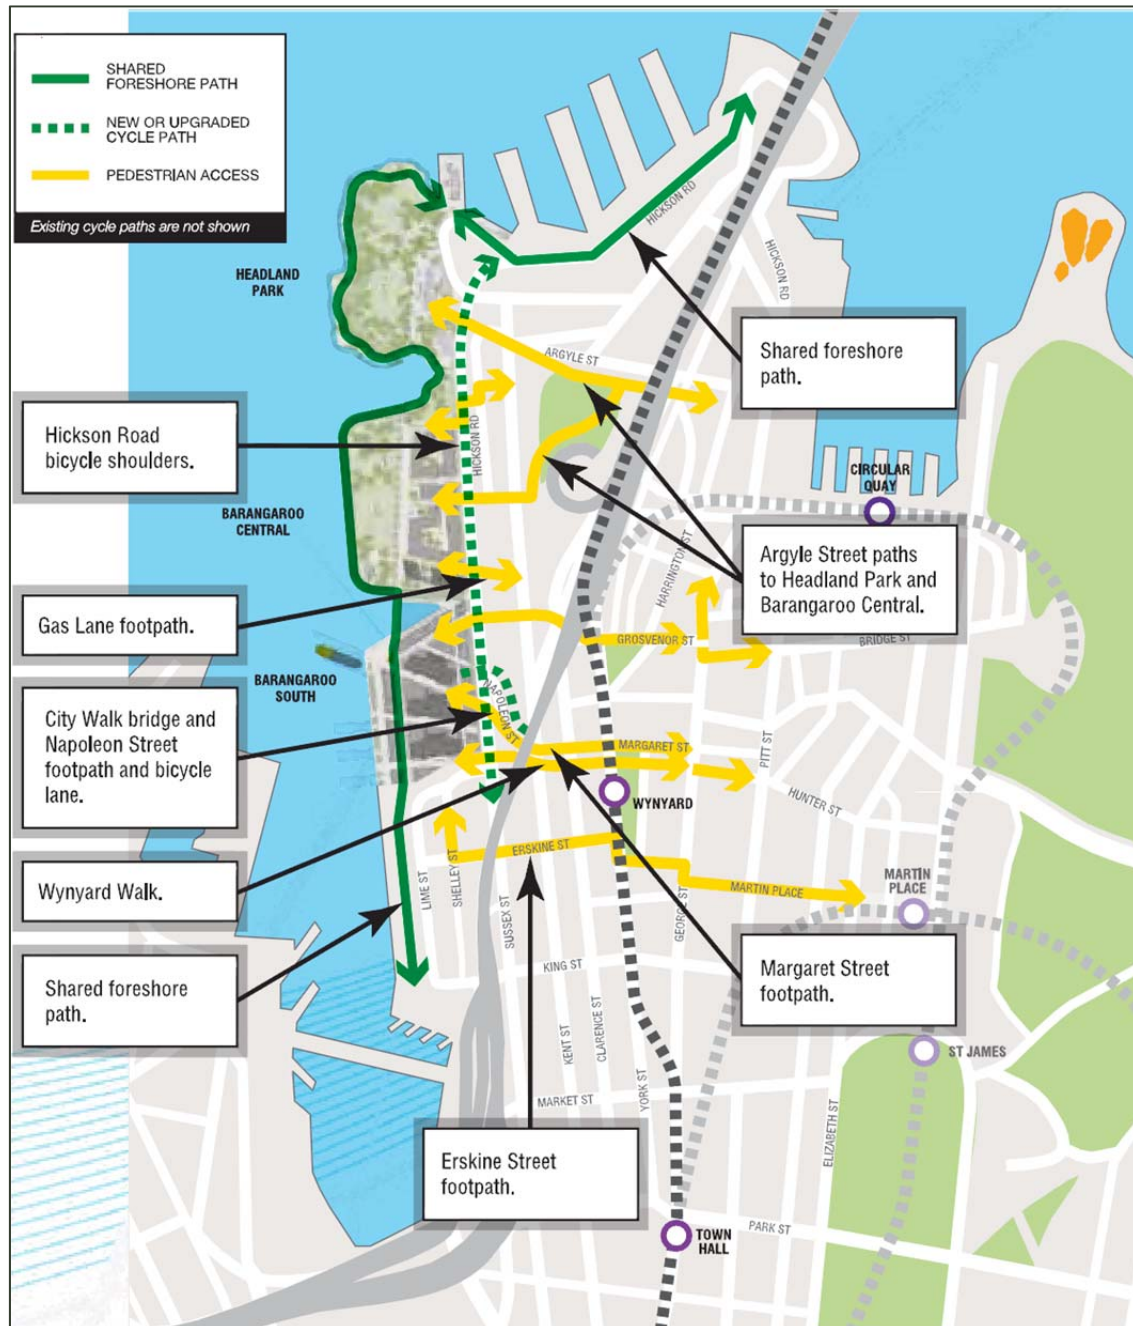 SHARED
FORESHORE PATH
NEW OR UPGRADED
CYCLE PATH
PEDESTRIAN ACCESS
Existing cycle paths are not shown
HICKSON RD
HICKSON RD
HEADLAND
PARK
Shared foreshore
path.
ARGYLE ST
Hickson Road
bicycle shoulders.
HICKSON RD
CIRCULAR
QUAY
BARANGAROO
CENTRAL
Argyle Street paths
to Headland Park and
Barangaroo Central.
HARRINGTON ST
Gas Lane footpath.
GROSVENOR ST
BRIDGE ST
BARANGAROO
SOUTH
NAPOLEON ST
City Walk bridge and
Napoleon Street
footpath and bicycle
lane.
MARGARET ST
PITT ST
HUNTER ST
WYNYARD
ERSKINE ST
Wynyard Walk.
LIME ST
SHELLEY ST
SUSSEX ST
MARTIN PLACE
GEORGE ST
MARTIN
PLACE
Shared foreshore
path.
KING ST
Margaret Street
footpath.
KENT ST
CLARENCE ST
YORK ST
ST JAMES
MARKET ST
ELIZABETH ST
Erskine Street
footpath.
TOWN
HALL
PARK ST